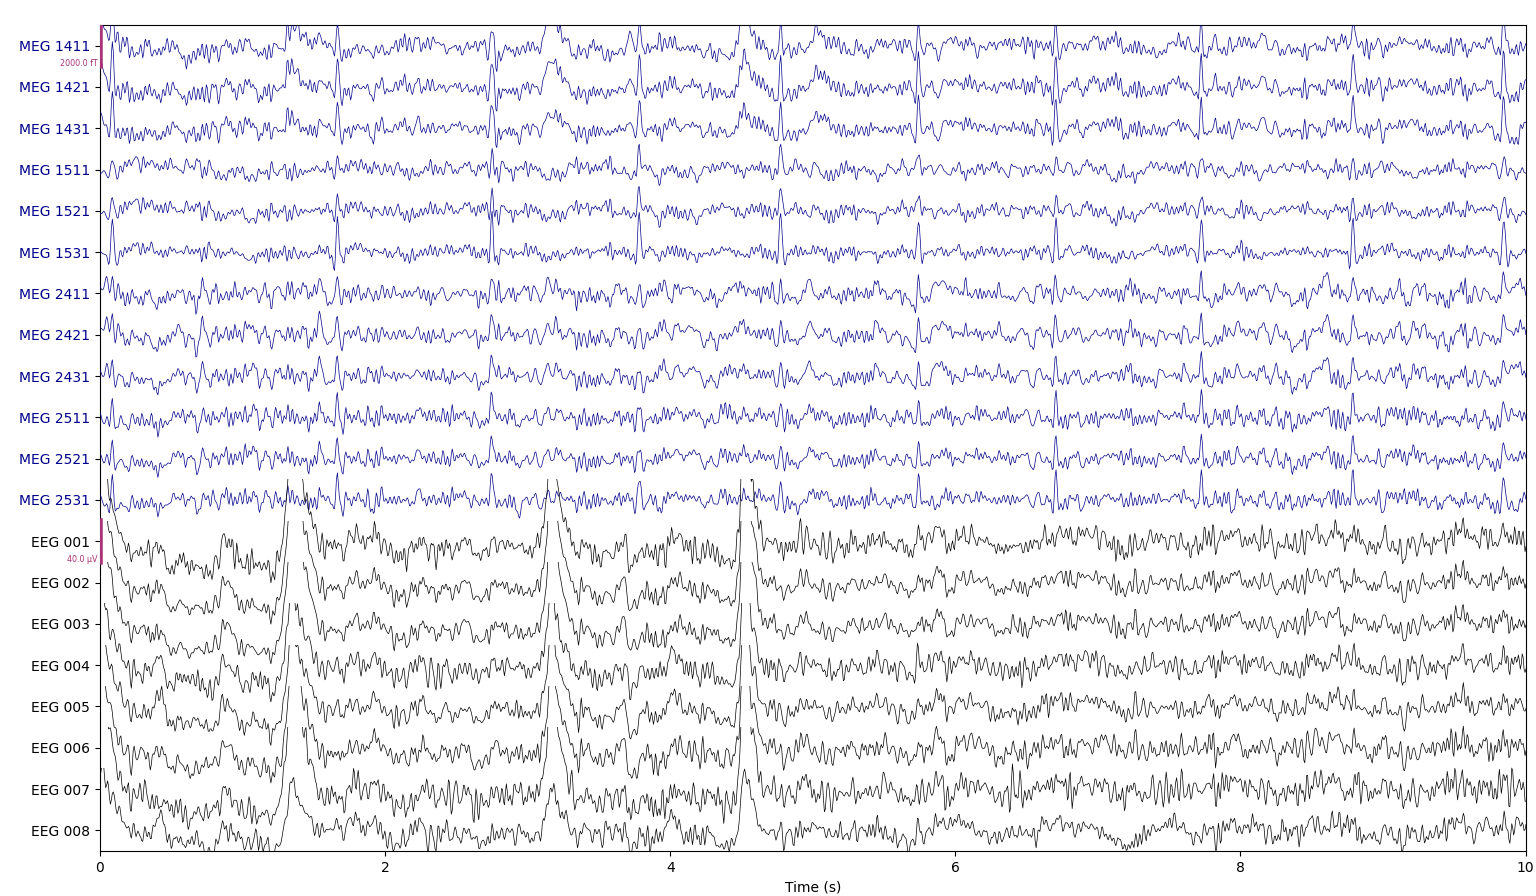 MEG 1411
2000.0 fT
MEG 1421
MEG 1431
MEG 1511
MEG 1521
MEG 1531
MEG 2411
MEG 2421
MEG 2431
MEG 2511
MEG 2521
MEG 2531
EEG 001
40.0 µV
EEG 002
EEG 003
EEG 004
EEG 005
EEG 006
EEG 007
EEG 008
0 2 4 6 8 10
Time (s)